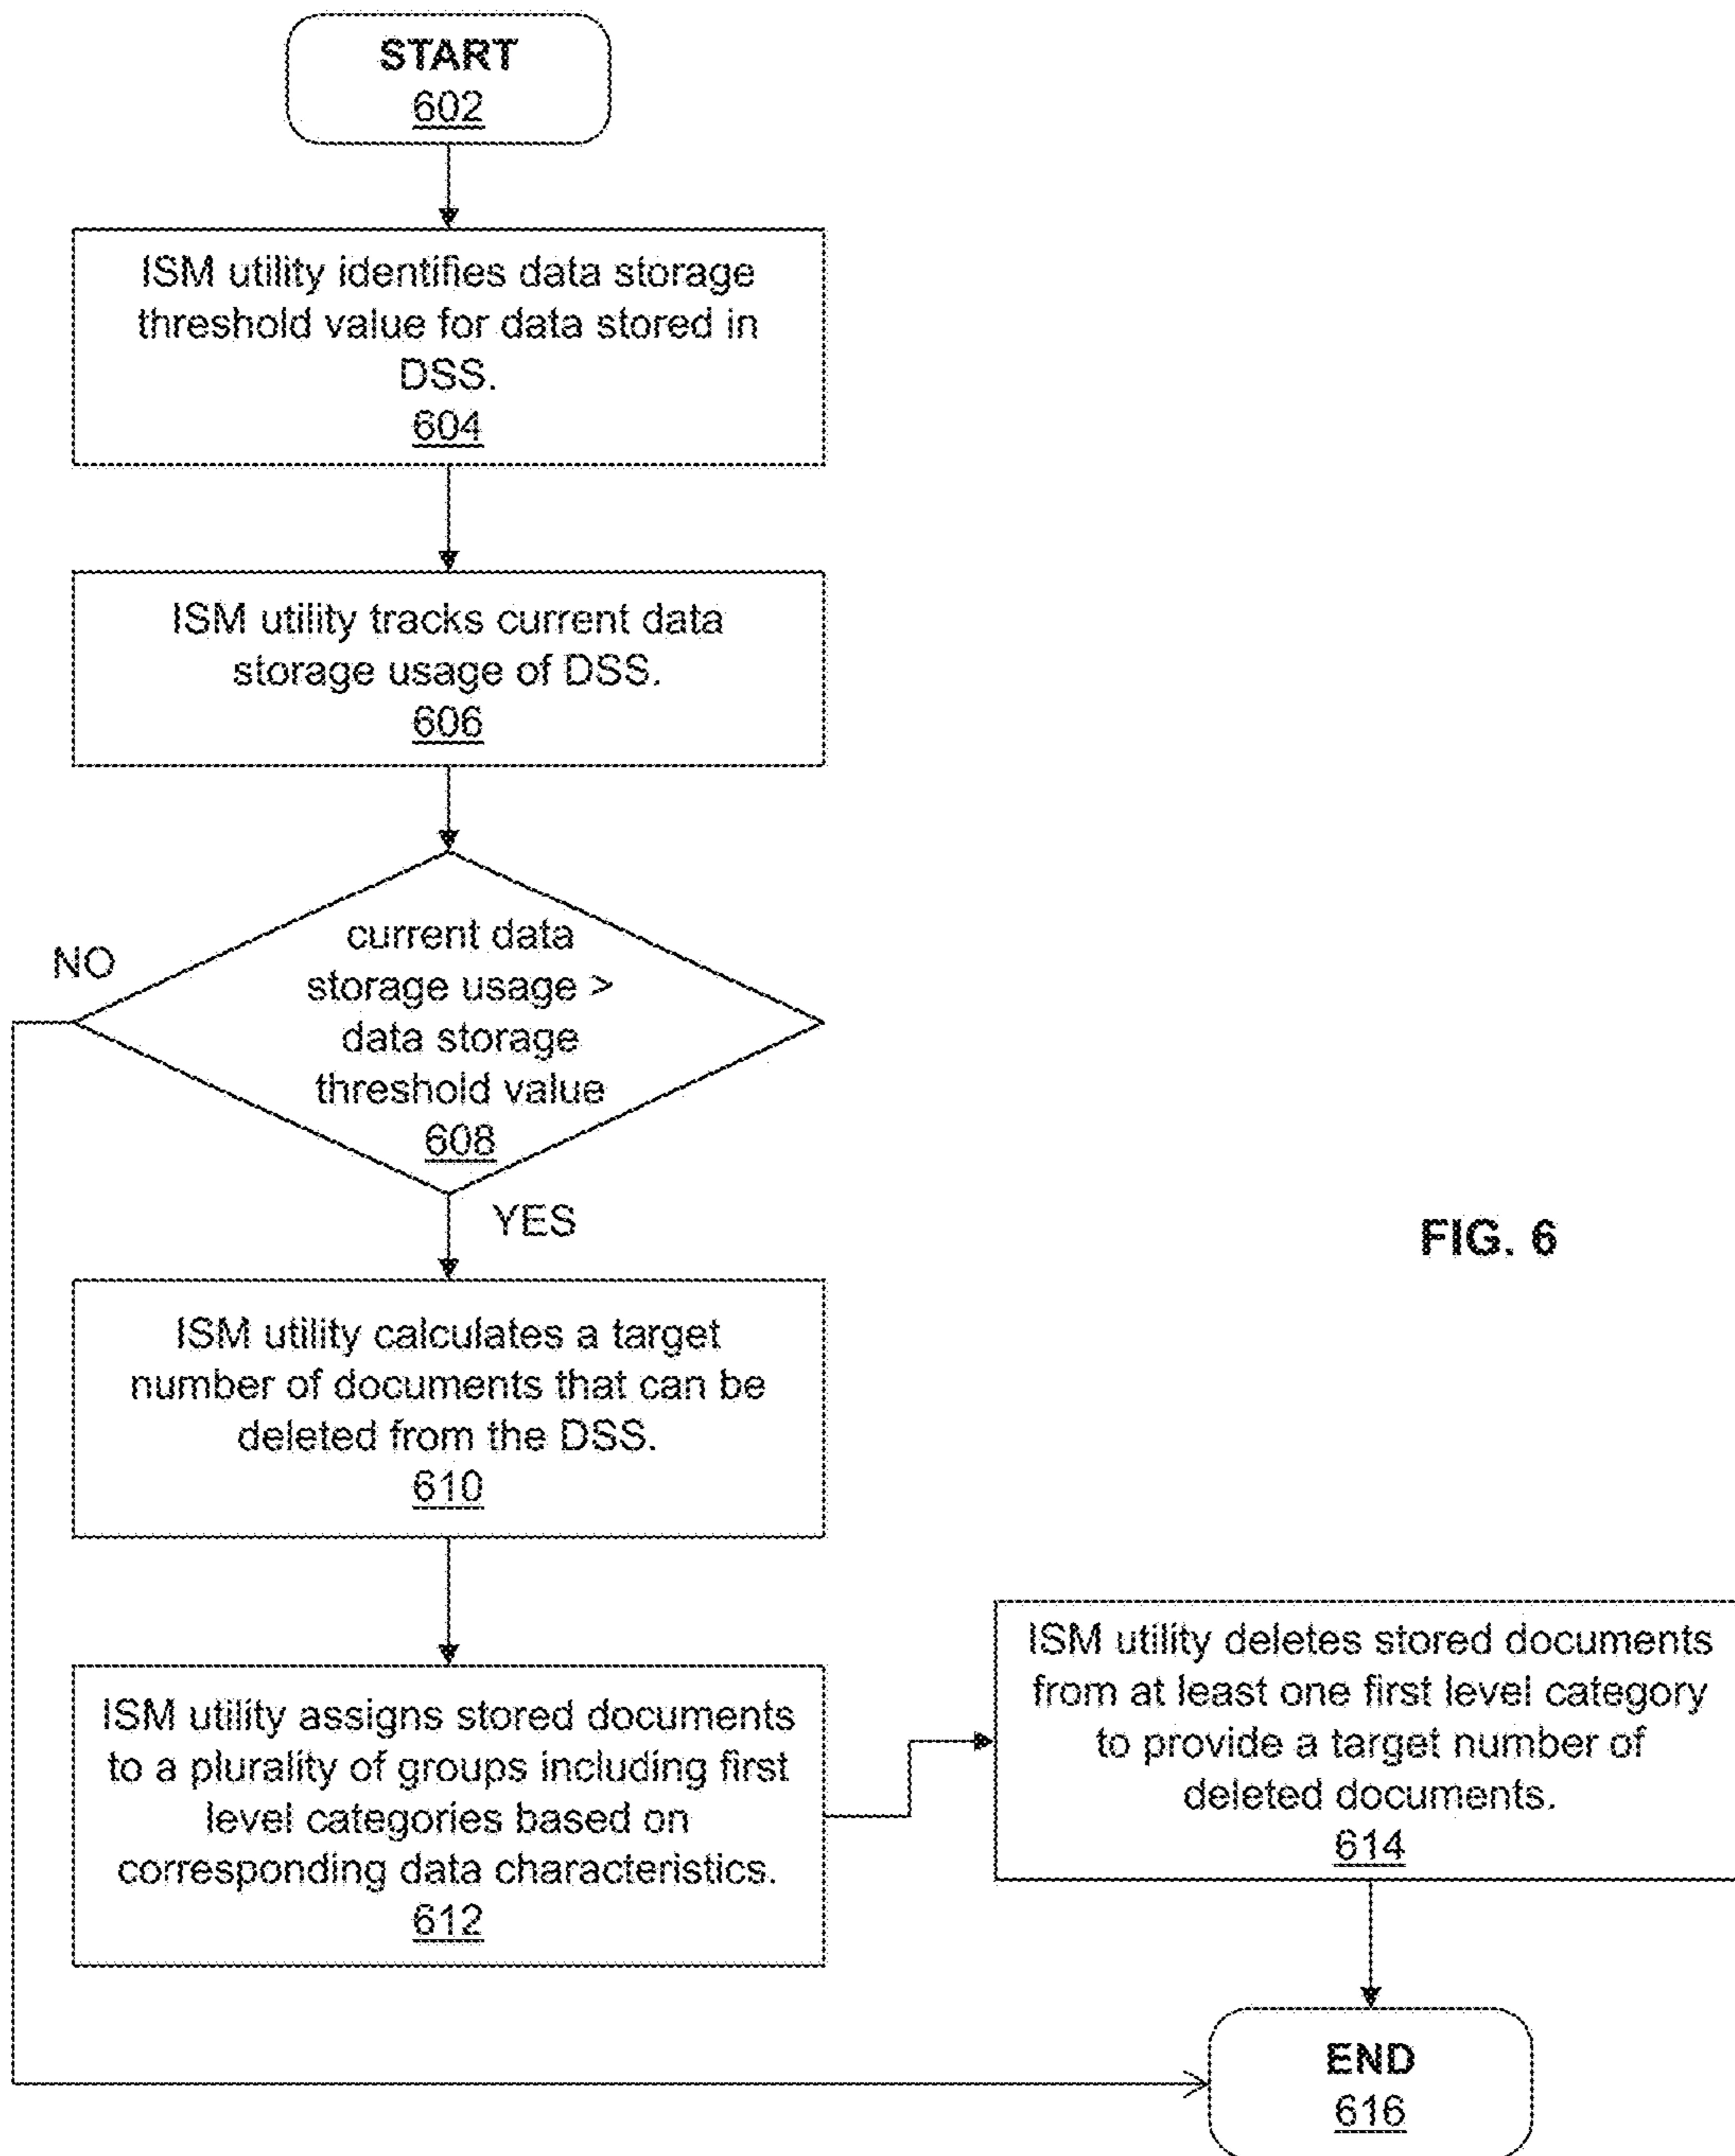 START
602
ISM utility identifies data storage
threshold value for data stored in
DSS.
604
ISM utility tracks current data
storage usage of DSS.
606
current data
storage usage >
data storage
threshold value
608
NO
YES
ISM utility calculates a target
number of documents that can be
deleted from the DSS.
610
ISM utility assigns stored documents
to a plurality of groups including first
level categories based on
corresponding data characteristics.
612
ISM utility deletes stored documents
from at least one first level category
to provide a target number of
deleted documents.
614
END
616
FIG. 6